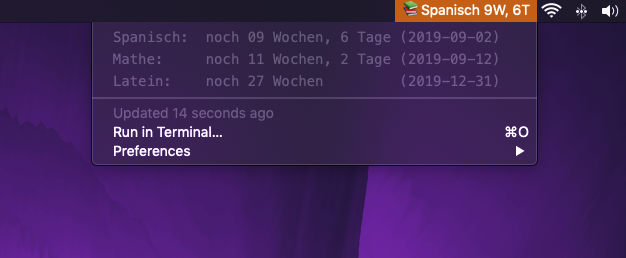 📚 Spanisch 9W, 6T
Spanisch: noch 09 Wochen, 6 Tage (2019-09-02)
Mathe: noch 11 Wochen, 2 Tage (2019-09-12)
Latein: noch 27 Wochen (2019-12-31)
Updated 14 seconds ago
Run in Terminal... ⌘O
Preferences ▶